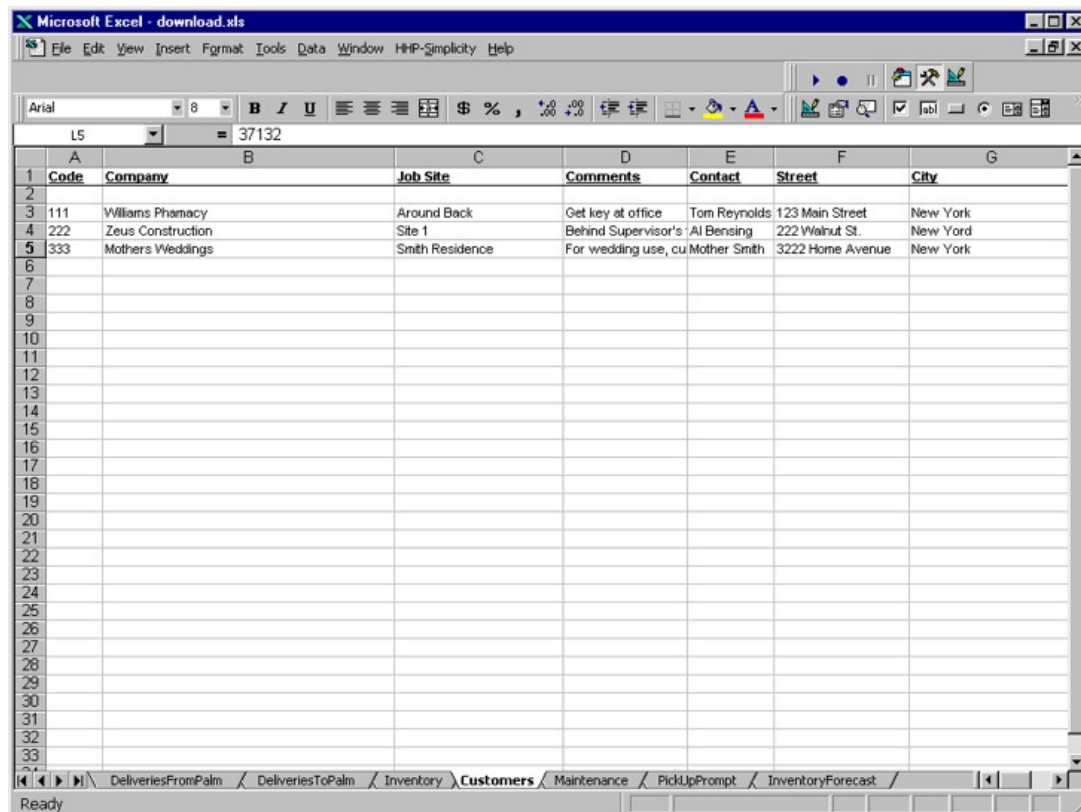 Microsoft Excel - download.xls
File Edit View Insert Format Tools Data Window HHP-Simplicity Help
Arial 8 B I U $ % ,
L5 = 37132
A B C D E F G
1 Code Company Job Site Comments Contact Street City
2
3 111 Williams Phamacy Around Back Get key at office Tom Reynolds 123 Main Street New York
4 222 Zeus Construction Site 1 Behind Supervisor's Al Bensing 222 Walnut St. New Yord
5 333 Mothers Weddings Smith Residence For wedding use, cu Mother Smith 3222 Home Avenue New York
6
7
8
9
10
11
12
13
14
15
16
17
18
19
20
21
22
23
24
25
26
27
28
29
30
31
32
33
DeliveriesFromPalm DeliveriesToPalm Inventory Customers Maintenance PickUpPrompt InventoryForecast
Ready